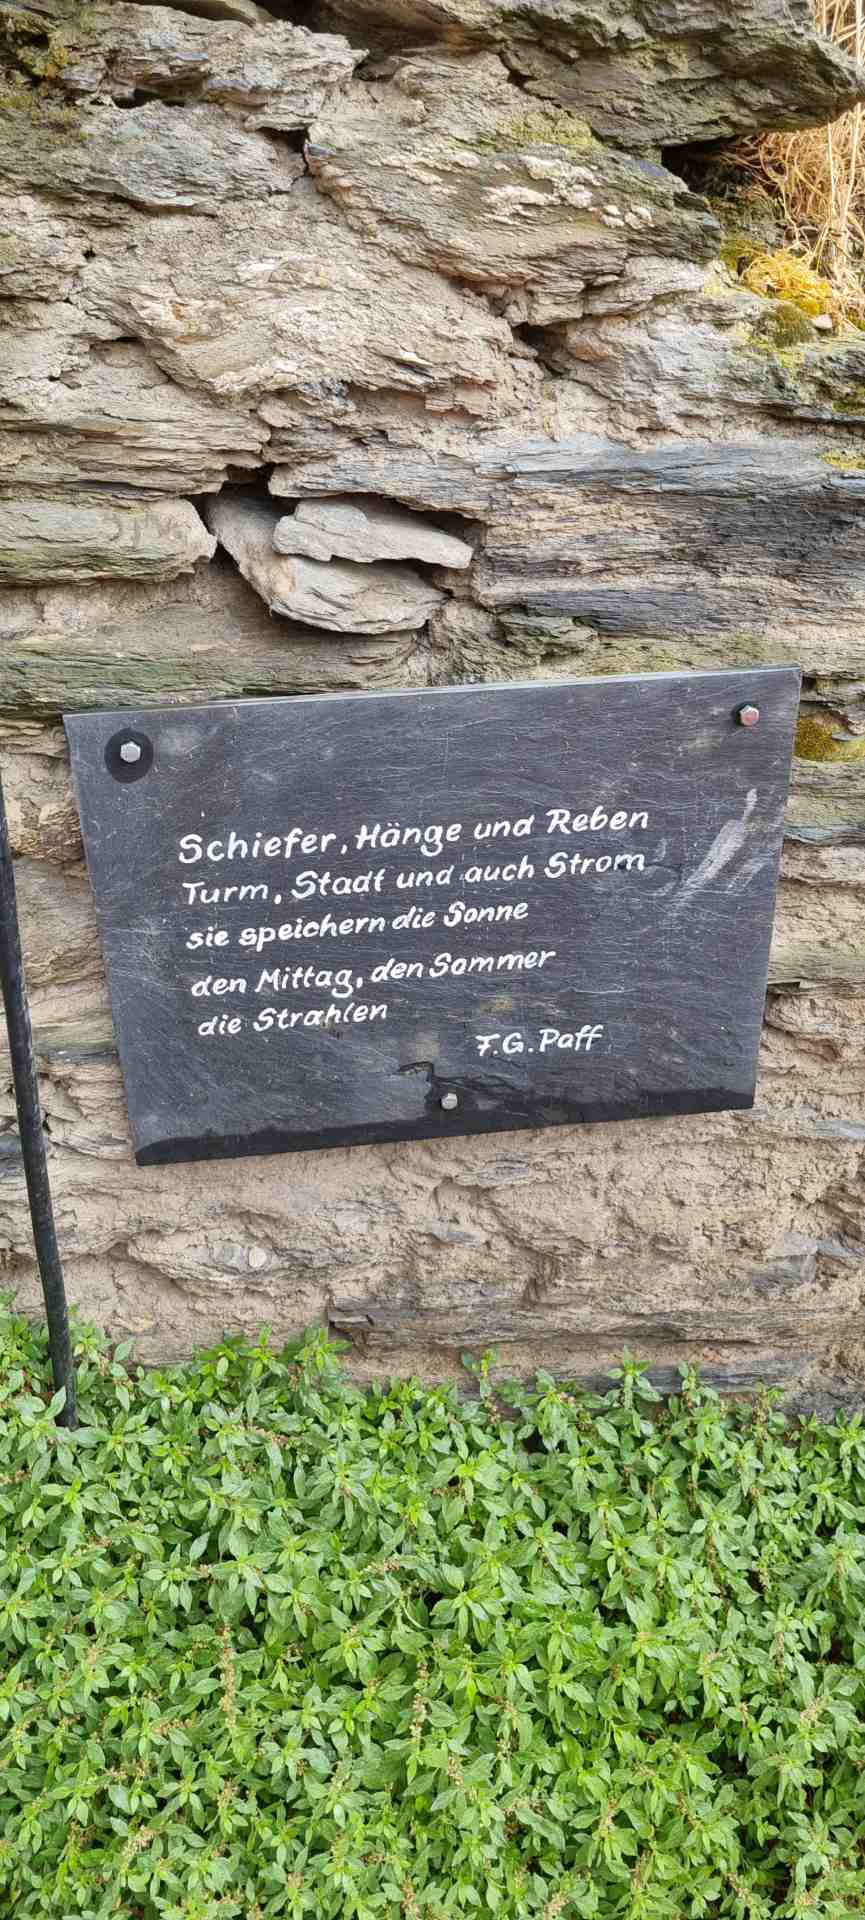 Schiefer, Hänge und Reben
Turm, Stadt und auch Strom
sie speichern die Sonne
den Mittag, den Sommer
die Strahlen
F.G. Paff